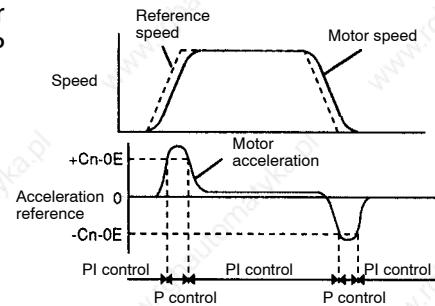 r
Reference
speed
Motor speed
Speed
Motor
acceleration
+Cn-0E
Acceleration 0
reference
-Cn-0E
PI control PI control PI control
P control P control